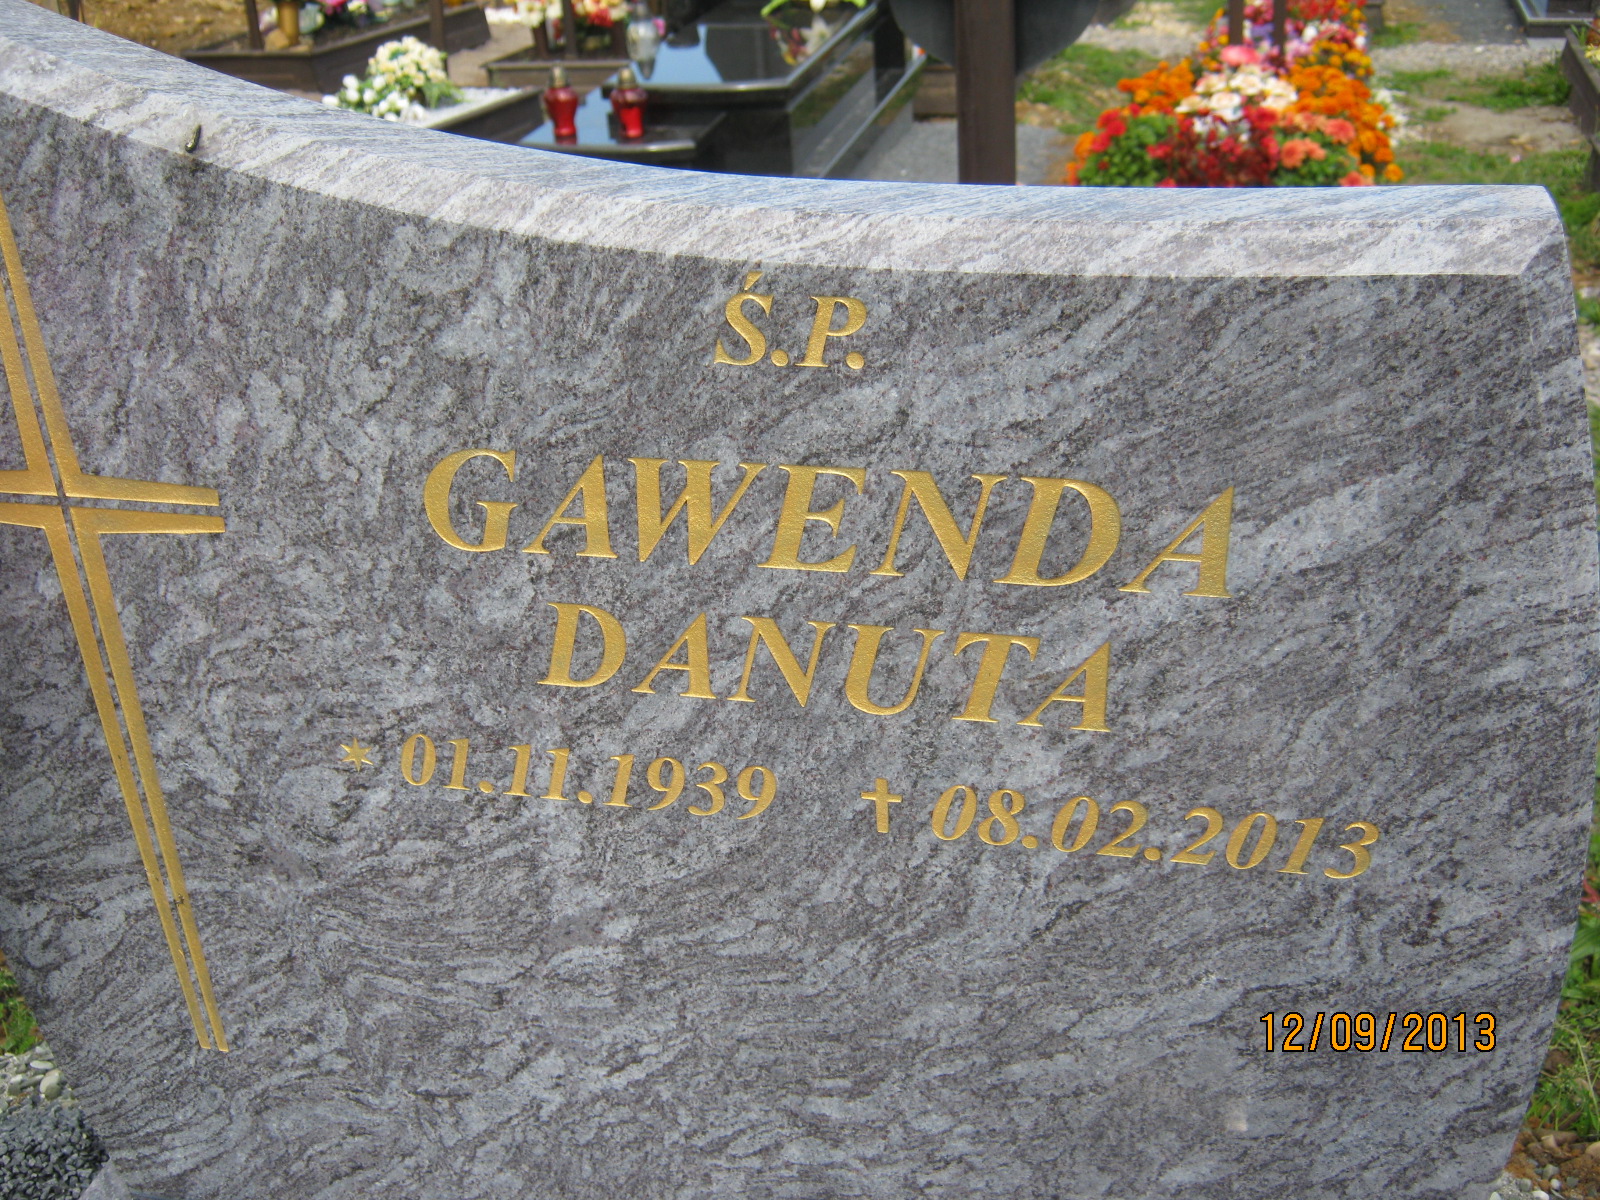 Ś.P.
GAWENDA
DANUTA
* 01.11.1939 † 08.02.2013
12/09/2013